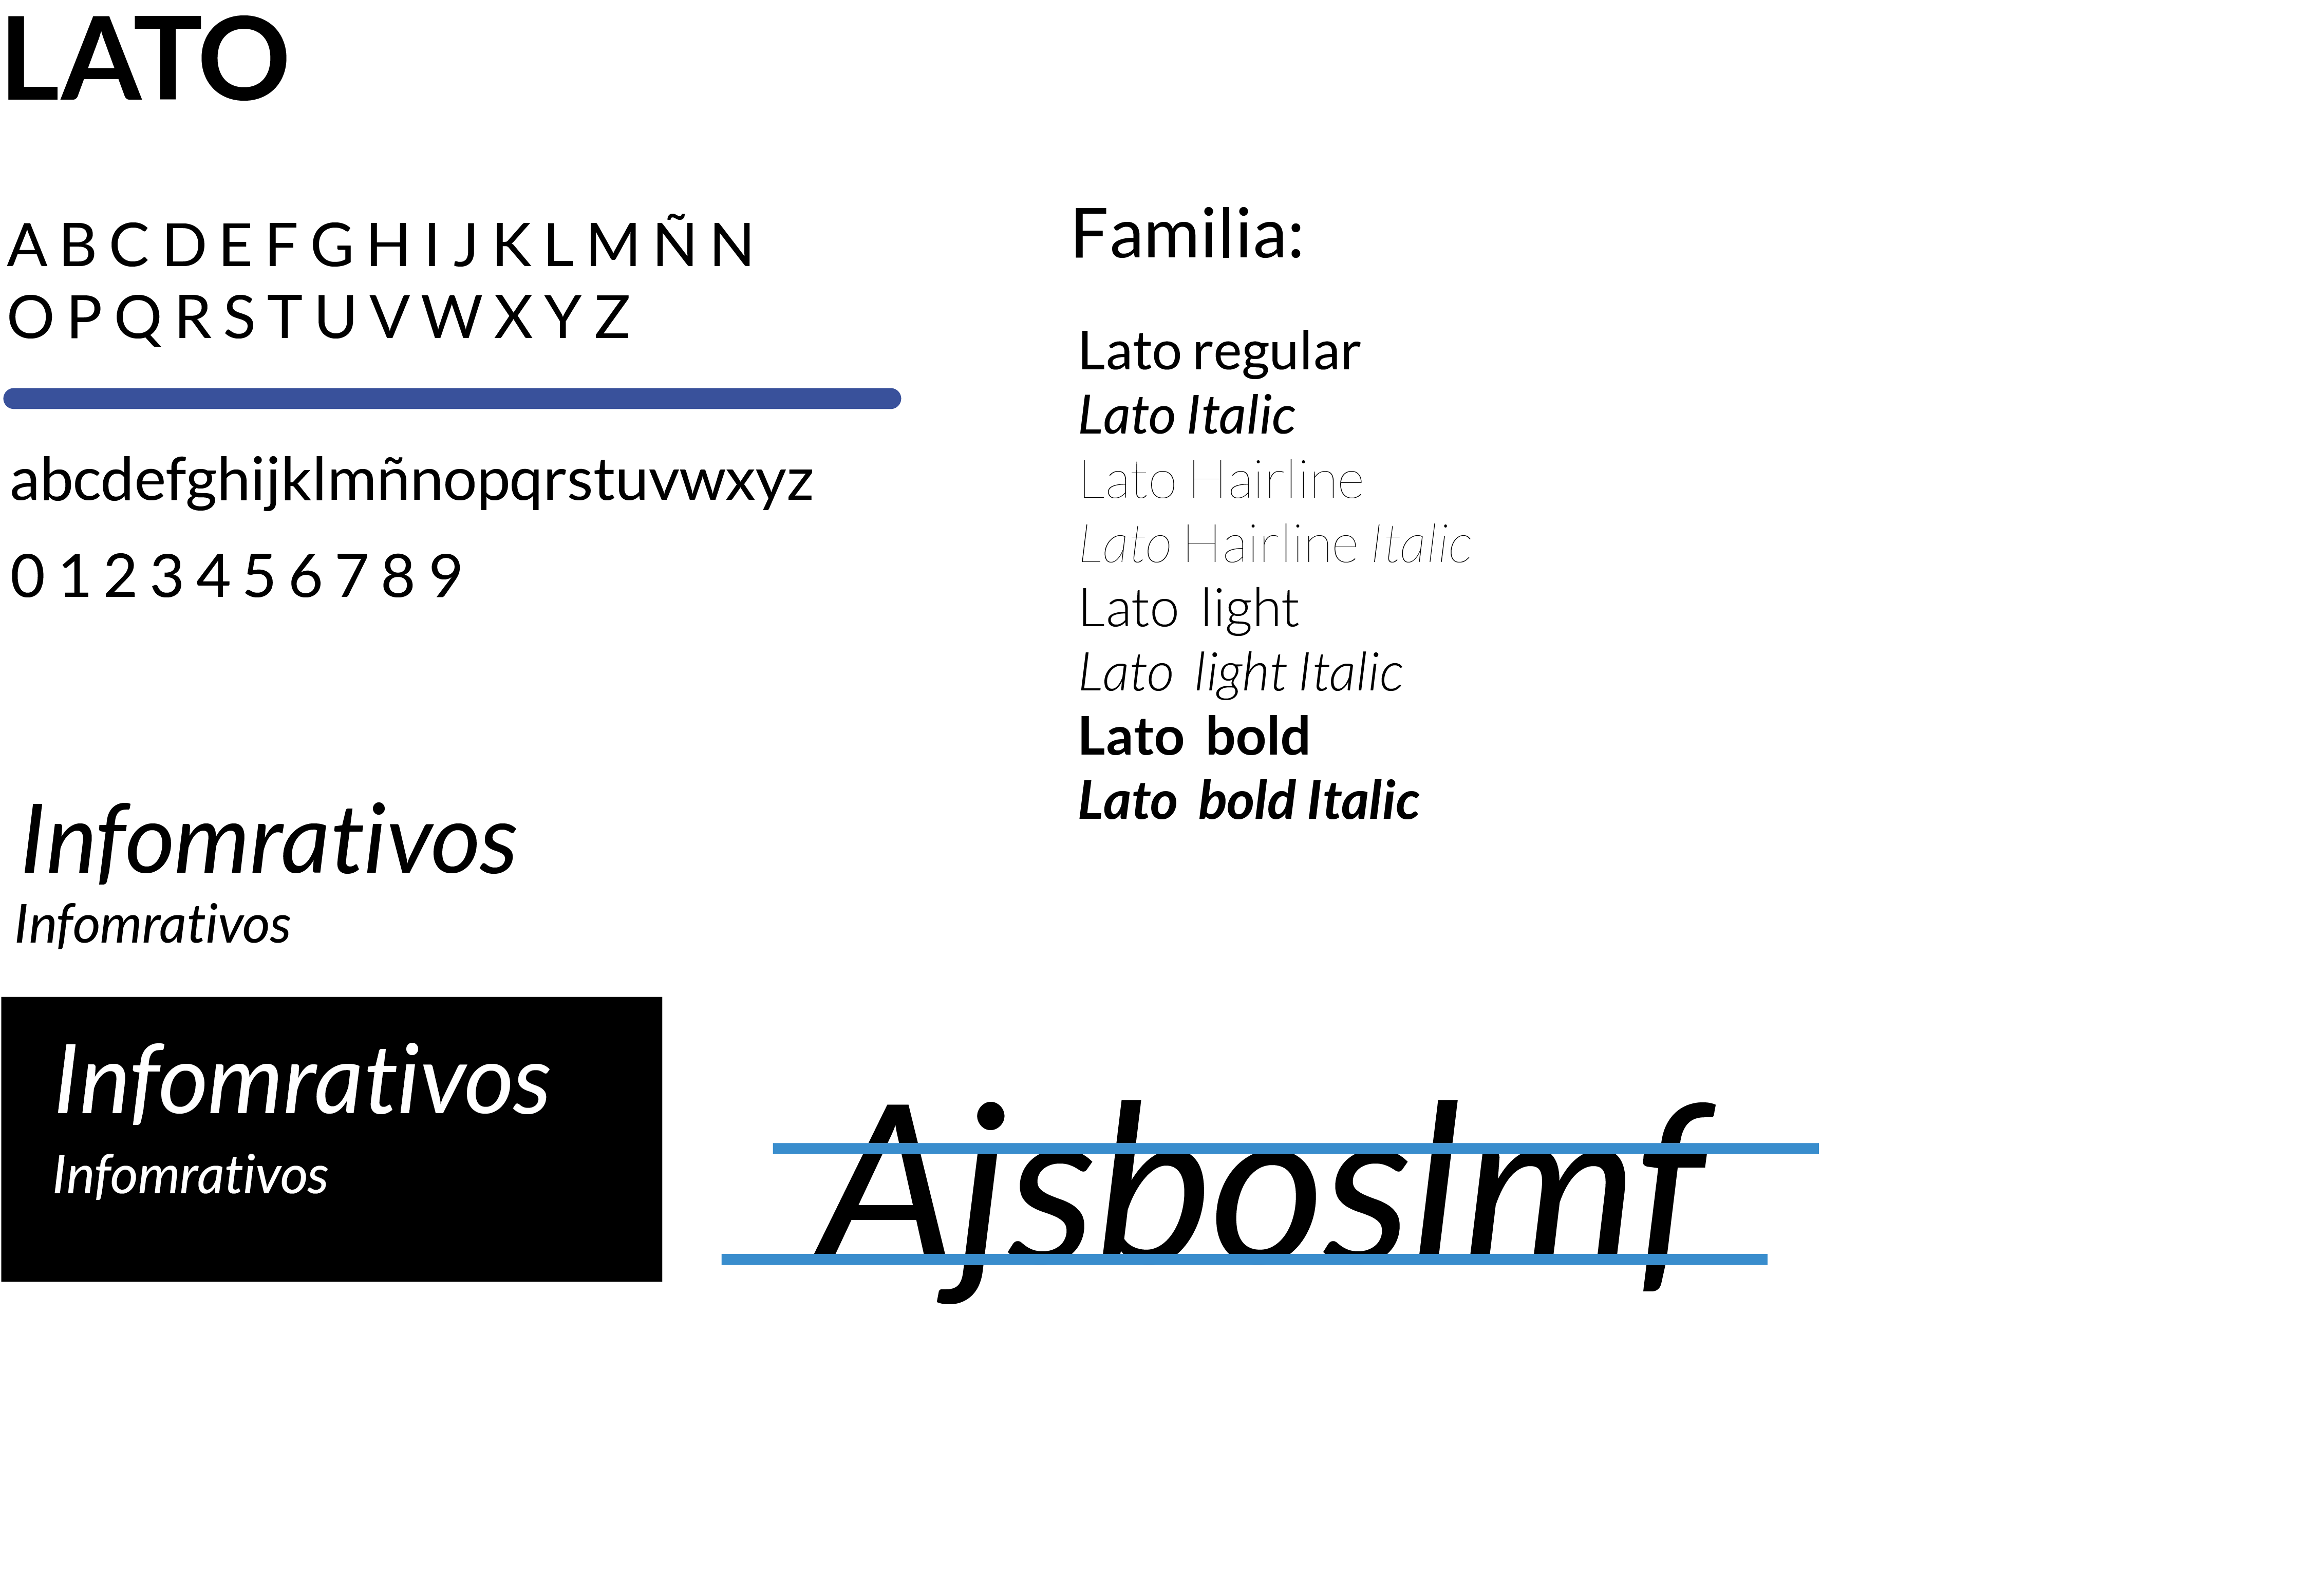 LATO
A B C D E F G H I J K L M Ñ N
O P Q R S T U V W X Y Z
abcdefghijklmñnopqrstuvwxyz
0 1 2 3 4 5 6 7 8 9
Familia:
Lato regular
Lato Italic
Lato Hairline
Lato Hairline Italic
Lato light
Lato light Italic
Lato bold
Lato bold Italic
Infomrativos
Infomrativos
Infomrativos
Infomrativos
Ajsboslmf